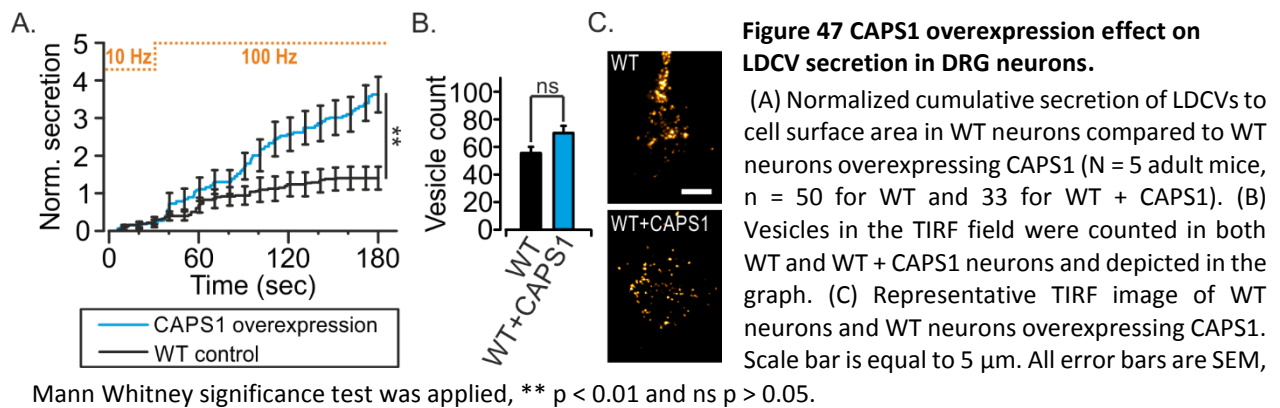 A.
5
4
3
2
1
0
Norm. secretion
10 Hz
100 Hz
**
0
60
120
180
Time (sec)
CAPS1 overexpression
WT control
B.
ns
100
80
60
40
20
0
Vesicle count
WT
WT+CAPS1
C.
WT
WT+CAPS1
Figure 47 CAPS1 overexpression effect on
LDCV secretion in DRG neurons.
(A) Normalized cumulative secretion of LDCVs to
cell surface area in WT neurons compared to WT
neurons overexpressing CAPS1 (N = 5 adult mice,
n = 50 for WT and 33 for WT + CAPS1). (B)
Vesicles in the TIRF field were counted in both
WT and WT + CAPS1 neurons and depicted in the
graph. (C) Representative TIRF image of WT
neurons and WT neurons overexpressing CAPS1.
Scale bar is equal to 5 μm. All error bars are SEM,
Mann Whitney significance test was applied, ** p < 0.01 and ns p > 0.05.